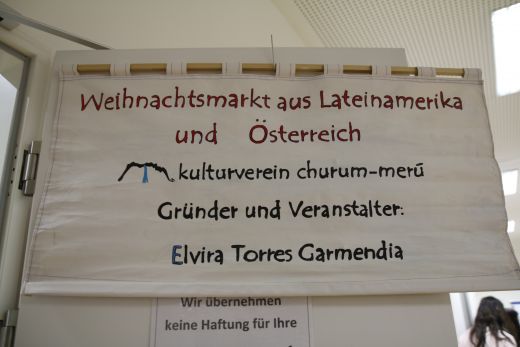 Weihnachtsmarkt aus Lateinamerika
und Österreich
kulturverein churum-merű
Gründer und Veranstalter:
Elvira Torres Garmendia
Wir übernehmen
keine Haftung für Ihre